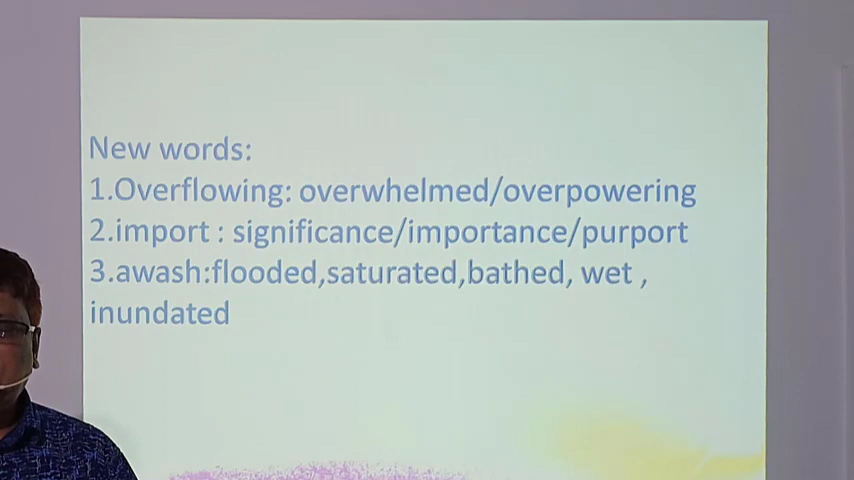 New words:
1.Overflowing: overwhelmed/overpowering
2.import : significance/importance/purport
3.awash:flooded,saturated,bathed, wet ,
inundated